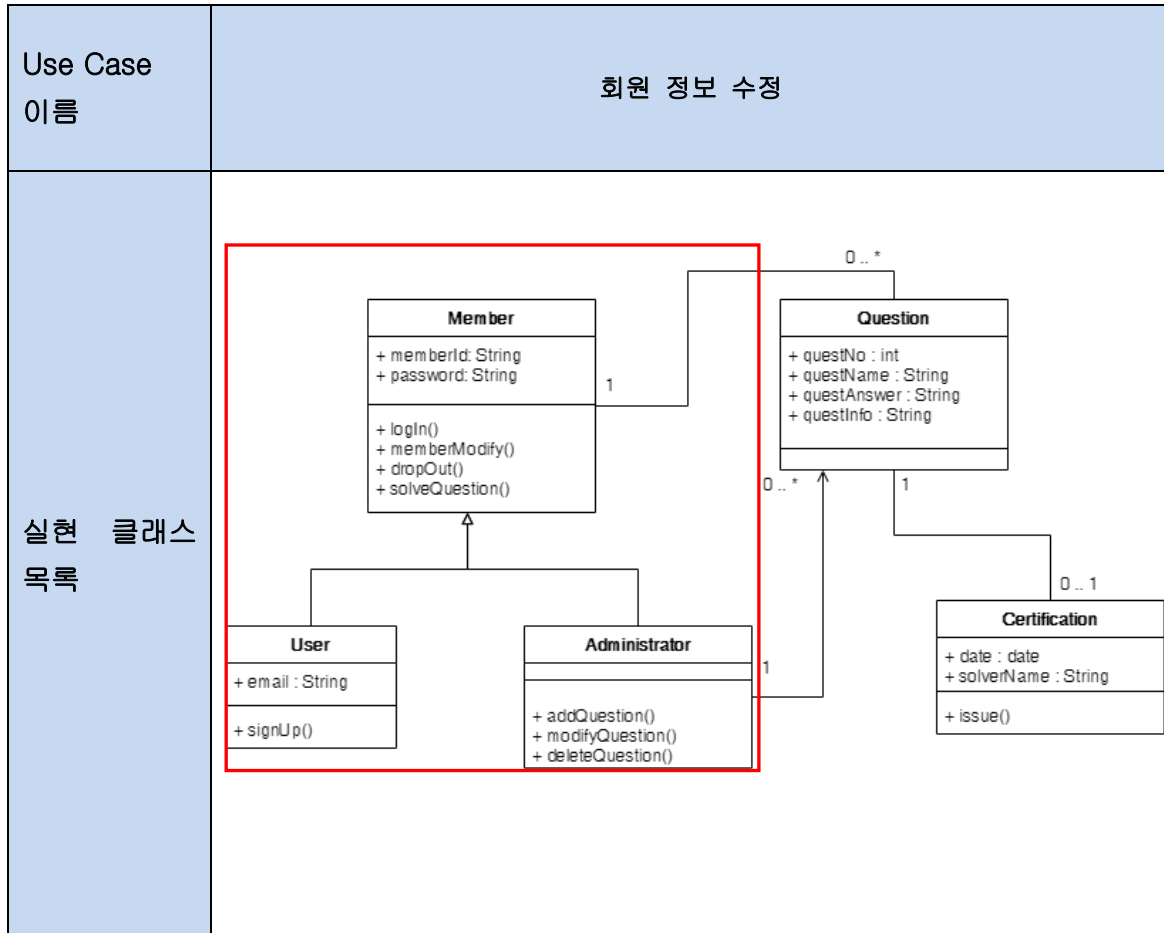 Use Case
이름
회원 정보 수정
실현 클래스
목록
0 .. *
Member
+ memberId: String
+ password: String
+ logIn()
+ memberModify()
+ dropOut()
+ solveQuestion()
1
Question
+ questNo : int
+ questName : String
+ questAnswer : String
+ questInfo : String
0 .. *
1
0 .. 1
User
+ email : String
+ signUp()
Administrator
+ addQuestion()
+ modifyQuestion()
+ deleteQuestion()
1
Certification
+ date : date
+ solverName : String
+ issue()